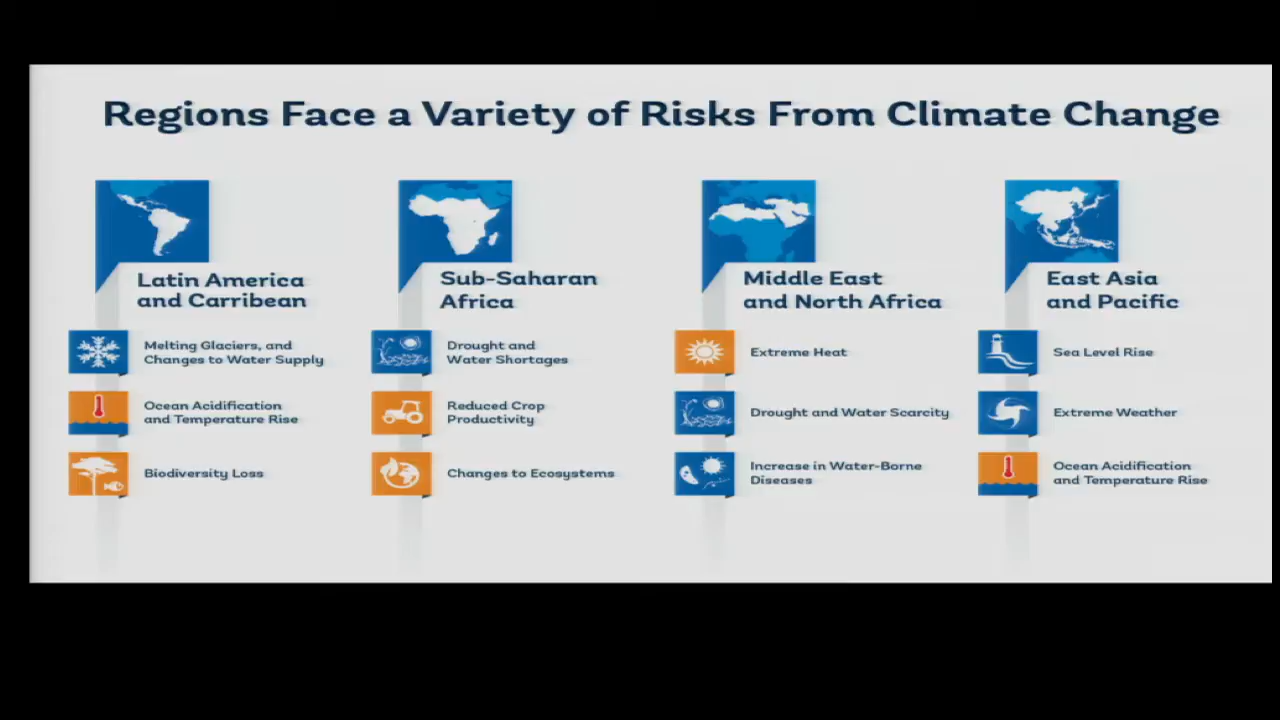 Regions Face a Variety of Risks From Climate Change
Latin America
and Carribean
Melting Glaciers, and
Changes to Water Supply
Ocean Acidification
and Temperature Rise
Biodiversity Loss
Sub-Saharan
Africa
Drought and
Water Shortages
Reduced Crop
Productivity
Changes to Ecosystems
Middle East
and North Africa
Extreme Heat
Drought and Water Scarcity
Increase in Water-Borne
Diseases
East Asia
and Pacific
Sea Level Rise
Extreme Weather
Ocean Acidification
and Temperature Rise